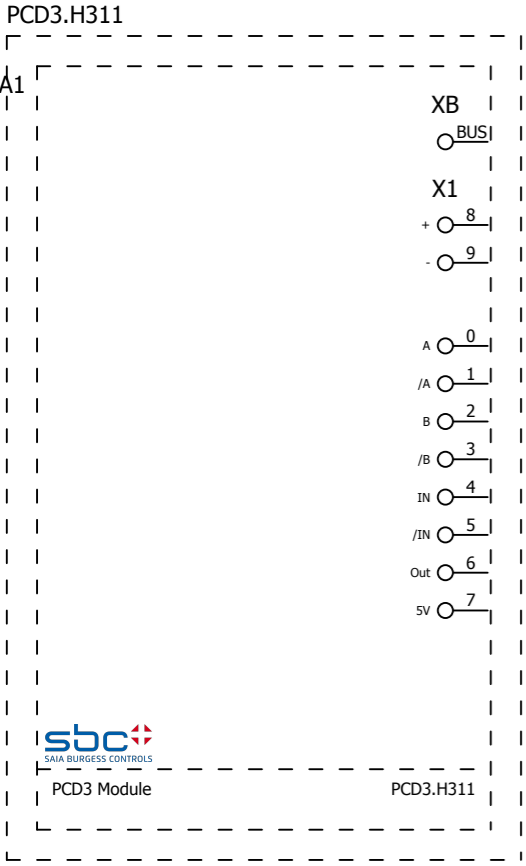 PCD3.H311
A1
XB
BUS
X1
+ 8
- 9
A 0
/A 1
B 2
/B 3
IN 4
/IN 5
Out 6
5V 7
sbc
SAIA BURGESS CONTROLS
PCD3 Module PCD3.H311